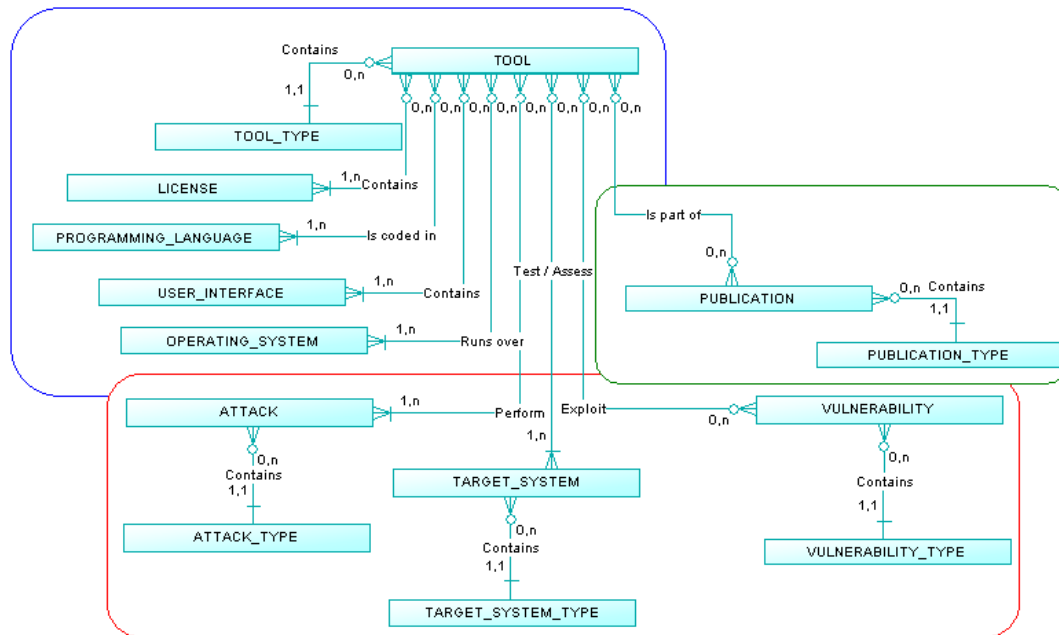 Contains
TOOL
0,n
1,1
0,n 0,n 0,n 0,n 0,n 0,n 0,n 0,n
TOOL_TYPE
1,n
LICENSE
Contains
1,n
PROGRAMMING_LANGUAGE
Is coded in
Is part of
0,n
Test / Assess
1,n
USER_INTERFACE
Contains
PUBLICATION
0,n
Contains
1,1
1,n
OPERATING_SYSTEM
Runs over
PUBLICATION_TYPE
ATTACK
1,n
Perform
Exploit
0,n
VULNERABILITY
0,n
Contains
1,1
1,n
TARGET_SYSTEM
0,n
Contains
1,1
ATTACK_TYPE
0,n
Contains
1,1
VULNERABILITY_TYPE
TARGET_SYSTEM_TYPE